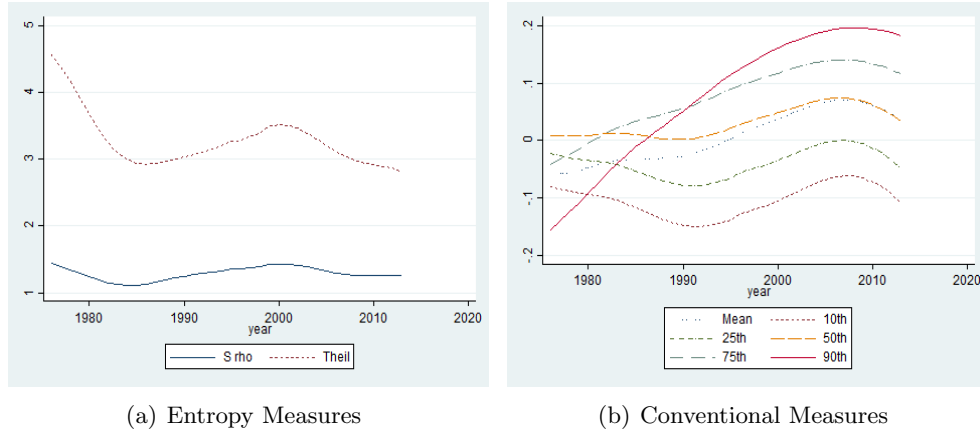 5
4
3
2
1
1980 1990 2000 2010 2020
year
S rho Theil
(a) Entropy Measures
.2
.1
0
-.1
-.2
1980 1990 2000 2010 2020
year
Mean 10th
25th 50th
75th 90th
(b) Conventional Measures